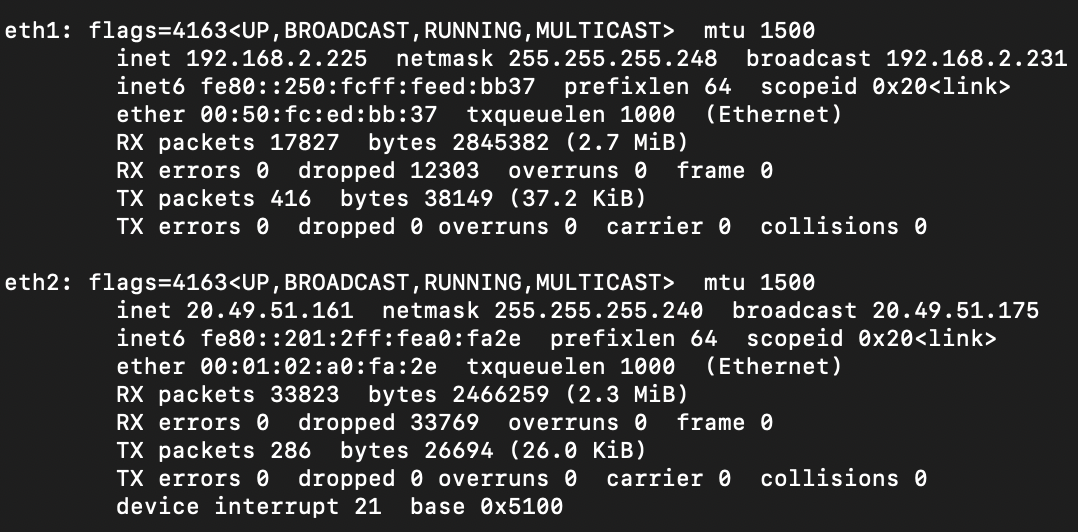 eth1: flags=4163<UP,BROADCAST,RUNNING,MULTICAST>  mtu 1500
        inet 192.168.2.225  netmask 255.255.255.248  broadcast 192.168.2.231
        inet6 fe80::250:fcff:feed:bb37  prefixlen 64  scopeid 0x20<link>
        ether 00:50:fc:ed:bb:37  txqueuelen 1000  (Ethernet)
        RX packets 17827  bytes 2845382 (2.7 MiB)
        RX errors 0  dropped 12303  overruns 0  frame 0
        TX packets 416  bytes 38149 (37.2 KiB)
        TX errors 0  dropped 0 overruns 0  carrier 0  collisions 0

eth2: flags=4163<UP,BROADCAST,RUNNING,MULTICAST>  mtu 1500
        inet 20.49.51.161  netmask 255.255.255.240  broadcast 20.49.51.175
        inet6 fe80::201:2ff:fea0:fa2e  prefixlen 64  scopeid 0x20<link>
        ether 00:01:02:a0:fa:2e  txqueuelen 1000  (Ethernet)
        RX packets 33823  bytes 2466259 (2.3 MiB)
        RX errors 0  dropped 33769  overruns 0  frame 0
        TX packets 286  bytes 26694 (26.0 KiB)
        TX errors 0  dropped 0 overruns 0  carrier 0  collisions 0
        device interrupt 21  base 0x5100